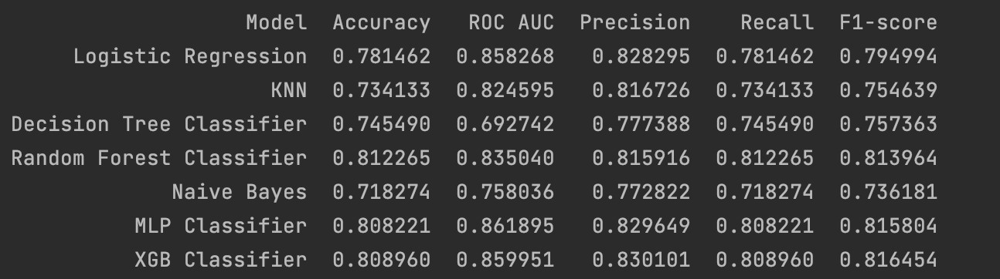 Model Accuracy ROC AUC Precision Recall F1-score
Logistic Regression 0.781462 0.858268 0.828295 0.781462 0.794994
KNN 0.734133 0.824595 0.816726 0.734133 0.754639
Decision Tree Classifier 0.745490 0.692742 0.777388 0.745490 0.757363
Random Forest Classifier 0.812265 0.835040 0.815916 0.812265 0.813964
Naive Bayes 0.718274 0.758036 0.772822 0.718274 0.736181
MLP Classifier 0.808221 0.861895 0.829649 0.808221 0.815804
XGB Classifier 0.808960 0.859951 0.830101 0.808960 0.816454